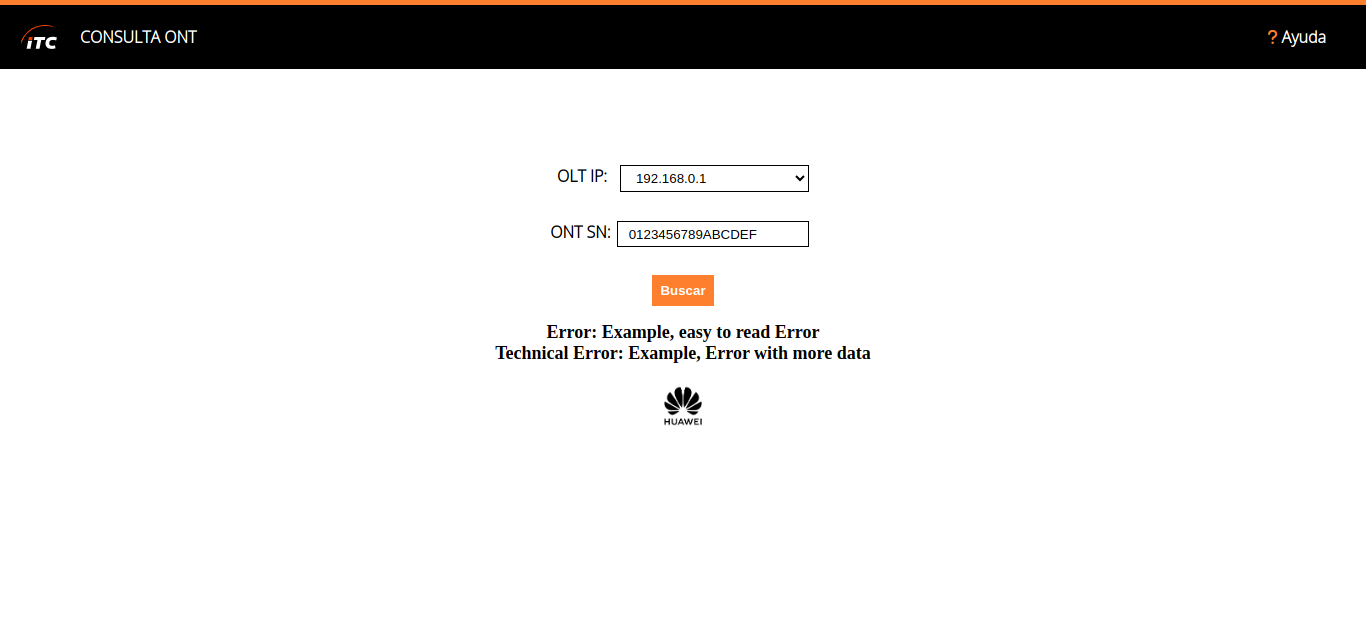 iTC CONSULTA ONT ? Ayuda
OLT IP: 192.168.0.1
ONT SN: 0123456789ABCDEF
Buscar
Error: Example, easy to read Error
Technical Error: Example, Error with more data
HUAWEI